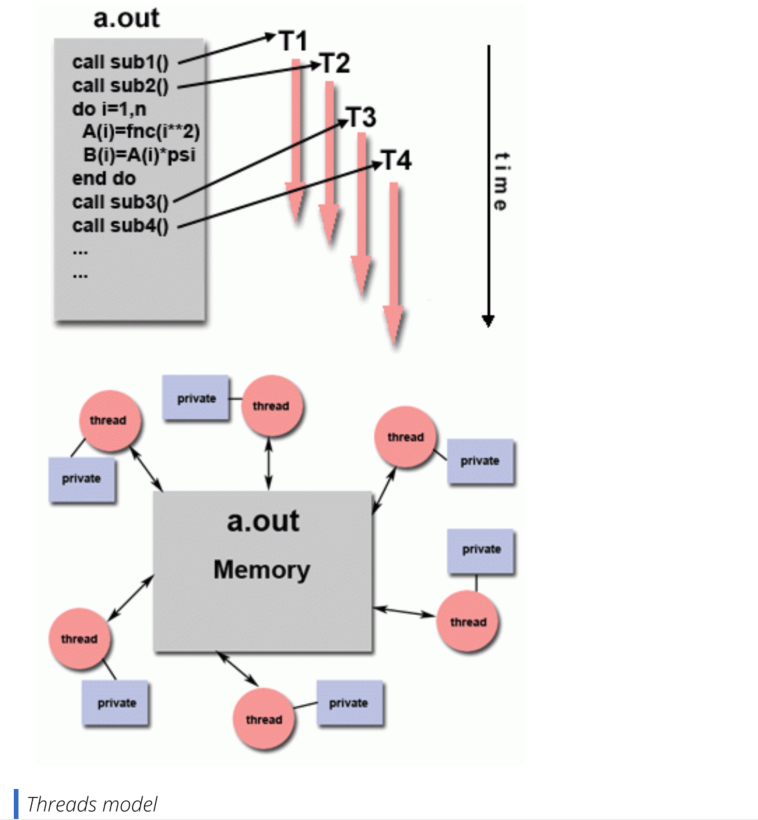 a.out
call sub1()
call sub2()
do i=1,n
A(i)=fnc(i**2)
B(i)=A(i)*psi
end do
call sub3()
call sub4()
...
...
T1
T2
T3
T4
time
private
thread
thread
private
thread
private
a.out
Memory
private
thread
thread
private
thread
private
Threads model